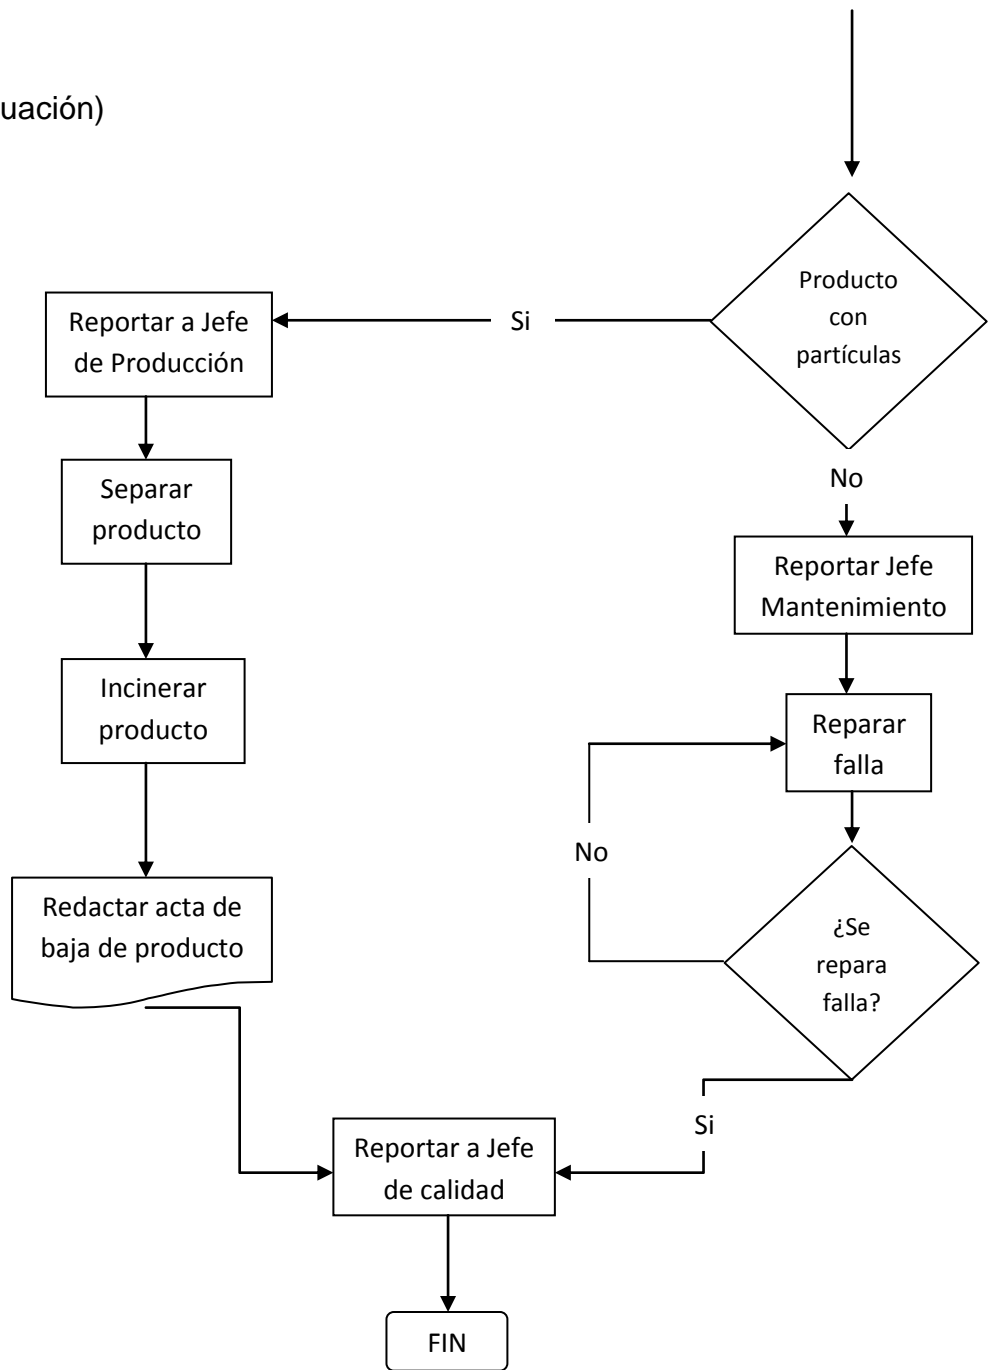 uación)
Producto
con
partículas
Si
Reportar a Jefe
de Producción
Separar
producto
No
Reportar Jefe
Mantenimiento
Incinerar
producto
Reparar
falla
No
Redactar acta de
baja de producto
¿Se
repara
falla?
Si
Reportar a Jefe
de calidad
FIN